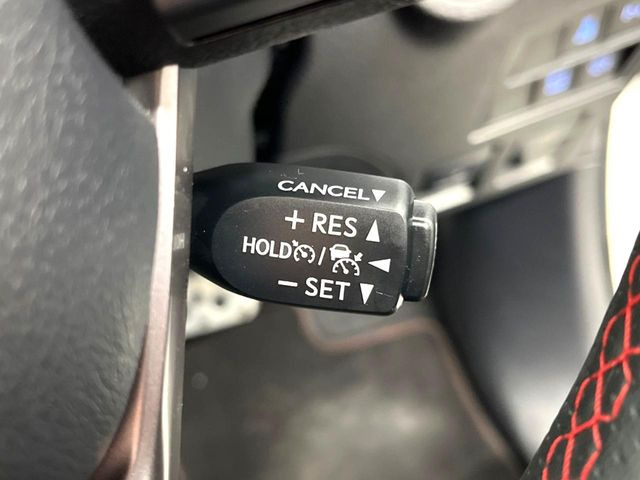 CANCEL▼
+ RES ▲
HOLD / ◀
− SET ▼